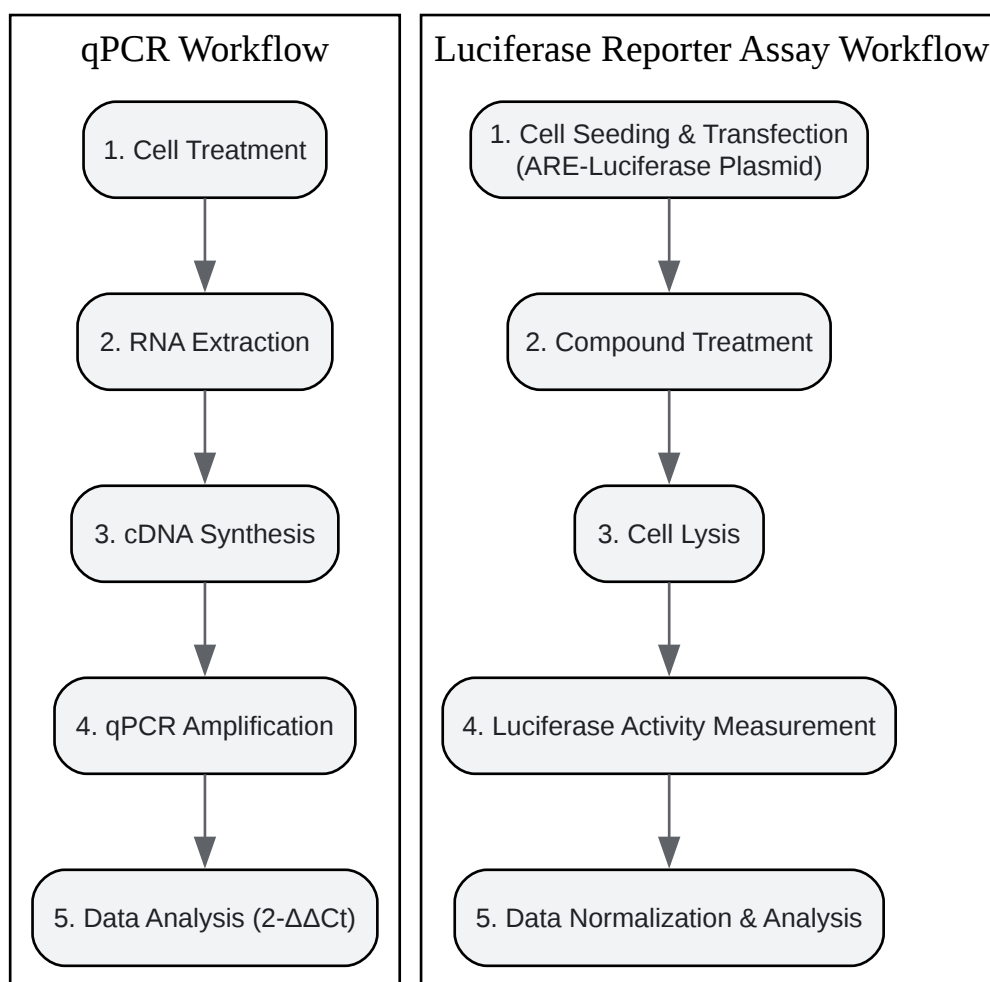 qPCR Workflow
1. Cell Treatment
2. RNA Extraction
3. cDNA Synthesis
4. qPCR Amplification
5. Data Analysis (2-ΔΔCt)
Luciferase Reporter Assay Workflow
1. Cell Seeding & Transfection
(ARE-Luciferase Plasmid)
2. Compound Treatment
3. Cell Lysis
4. Luciferase Activity Measurement
5. Data Normalization & Analysis